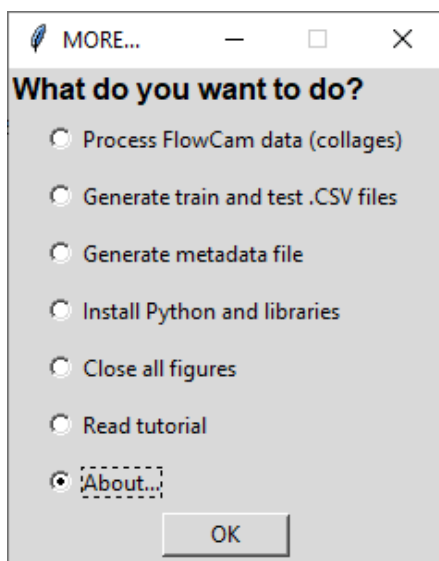 MORE...
What do you want to do?
Process FlowCam data (collages)
Generate train and test .CSV files
Generate metadata file
Install Python and libraries
Close all figures
Read tutorial
About...
OK